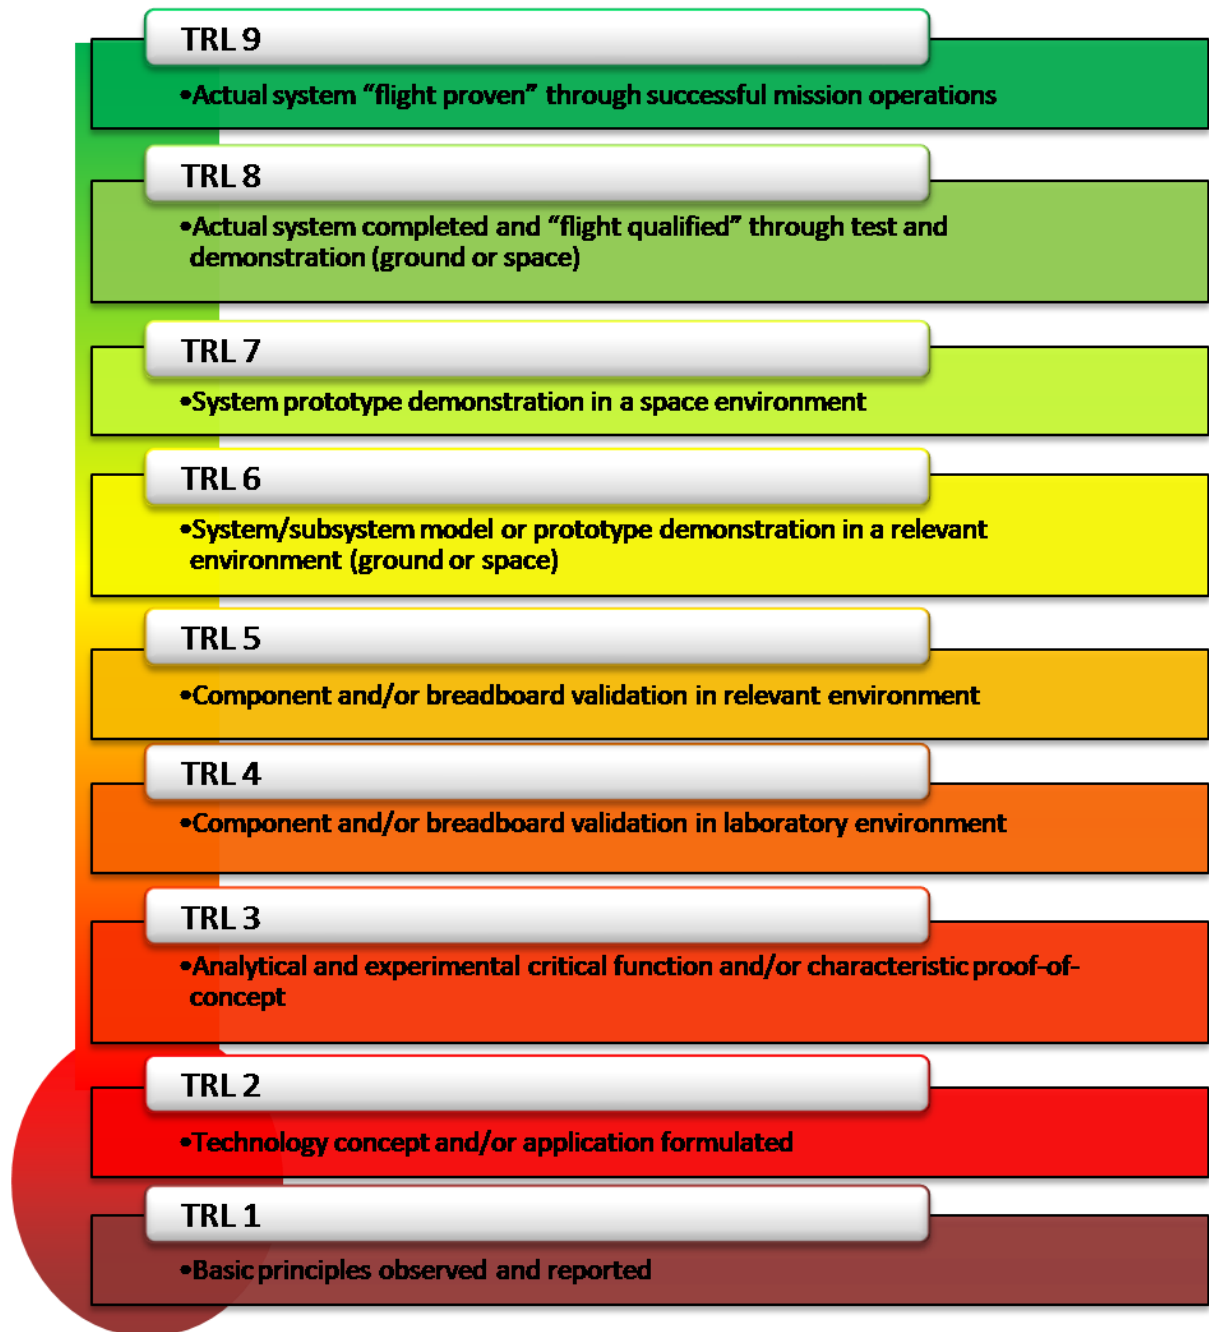 TRL 9
•Actual system “flight proven” through successful mission operations
TRL 8
•Actual system completed and “flight qualified” through test and
demonstration (ground or space)
TRL 7
•System prototype demonstration in a space environment
TRL 6
•System/subsystem model or prototype demonstration in a relevant
environment (ground or space)
TRL 5
•Component and/or breadboard validation in relevant environment
TRL 4
•Component and/or breadboard validation in laboratory environment
TRL 3
•Analytical and experimental critical function and/or characteristic proof-of-
concept
TRL 2
•Technology concept and/or application formulated
TRL 1
•Basic principles observed and reported